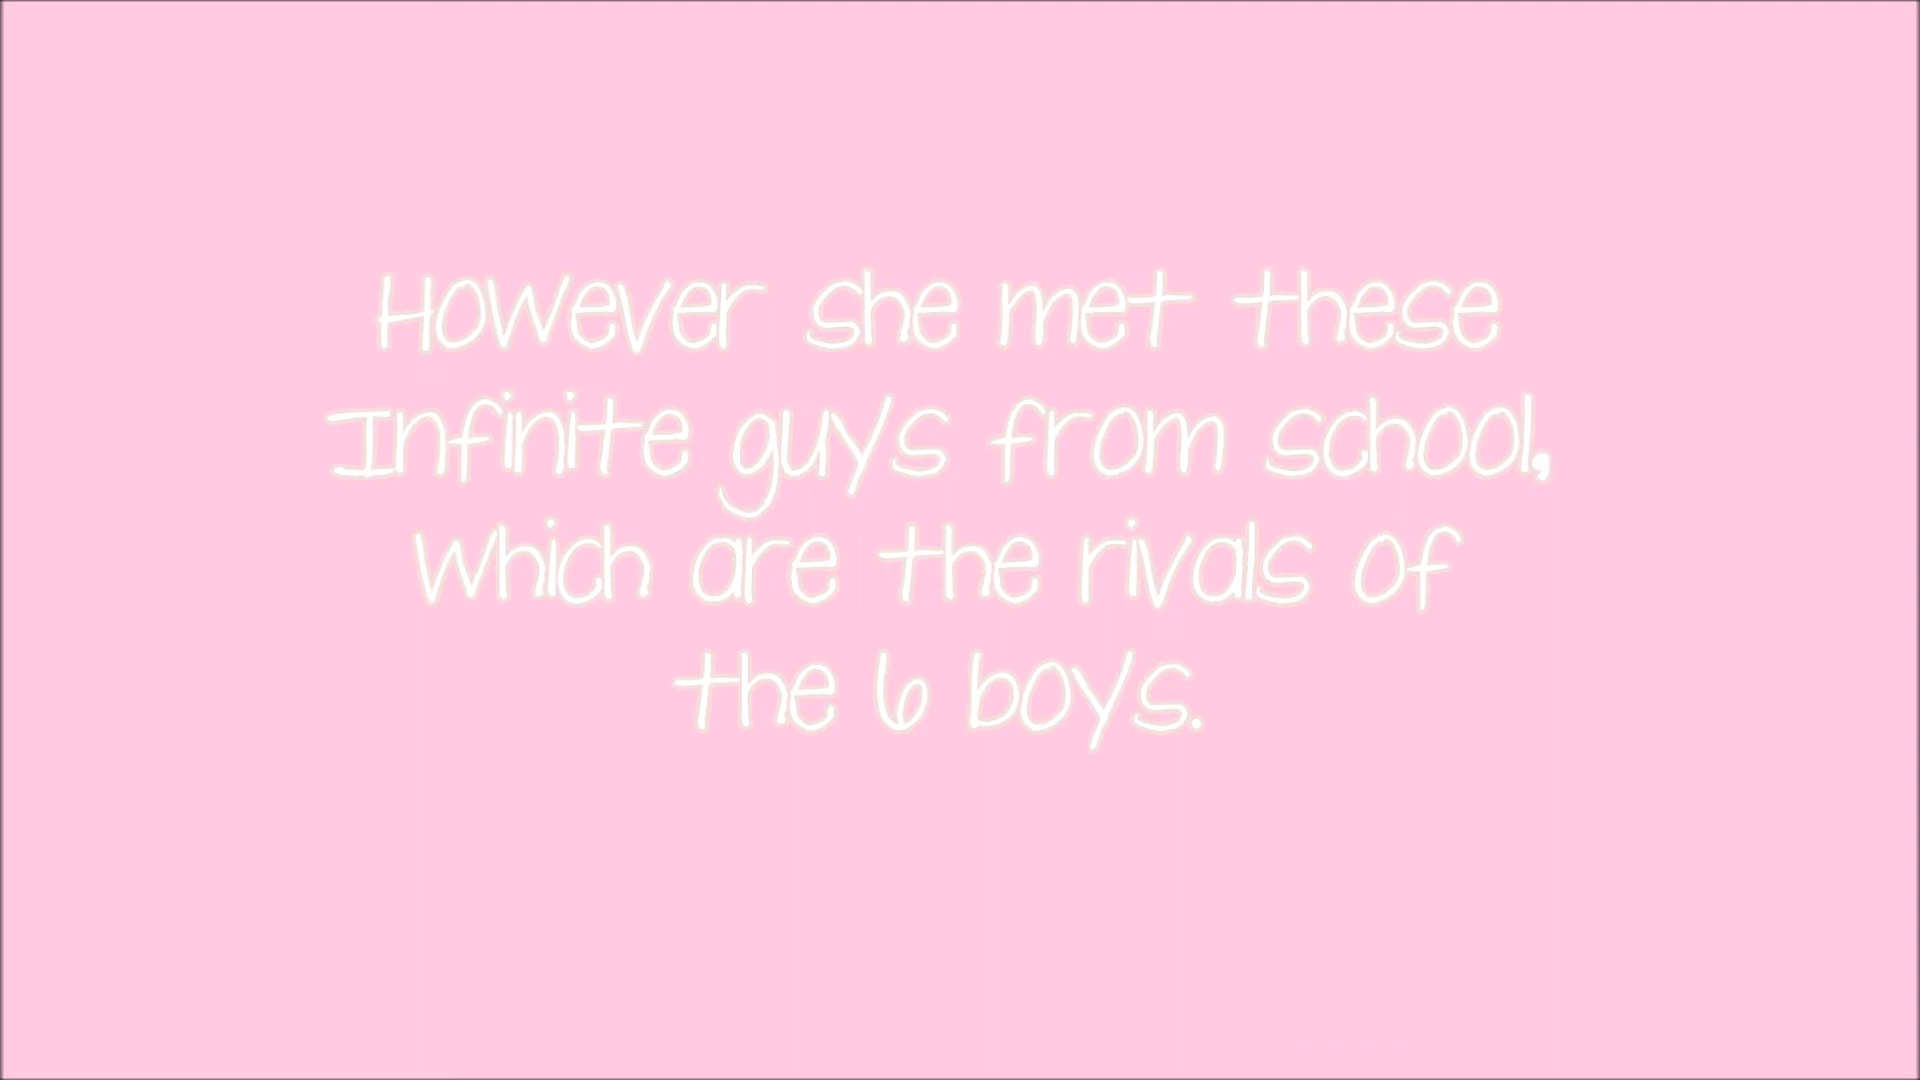 However she met these
Infinite guys from school,
Which are the rivals of
the 6 boys.